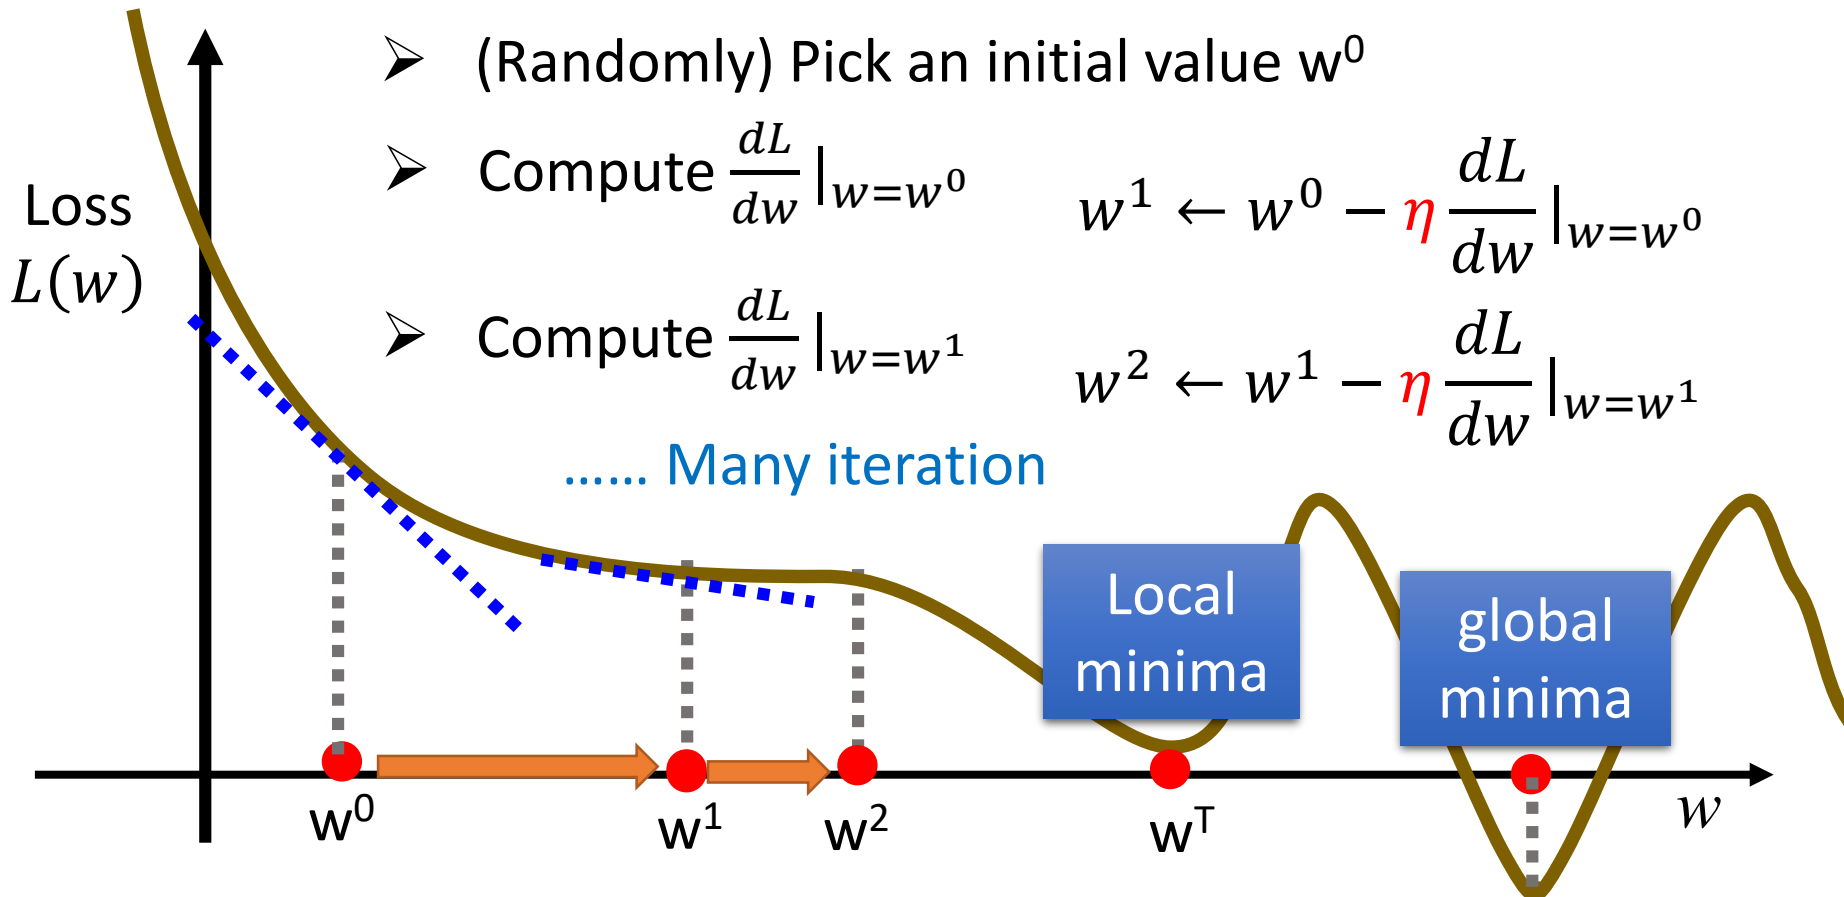 ➢ (Randomly) Pick an initial value w⁰
➢ Compute dL/dw |w=w⁰
w¹ ← w⁰ − η dL/dw |w=w⁰
Loss
L(w)
➢ Compute dL/dw |w=w¹
w² ← w¹ − η dL/dw |w=w¹
…… Many iteration
Local
minima
global
minima
w⁰
w¹
w²
wᵀ
w